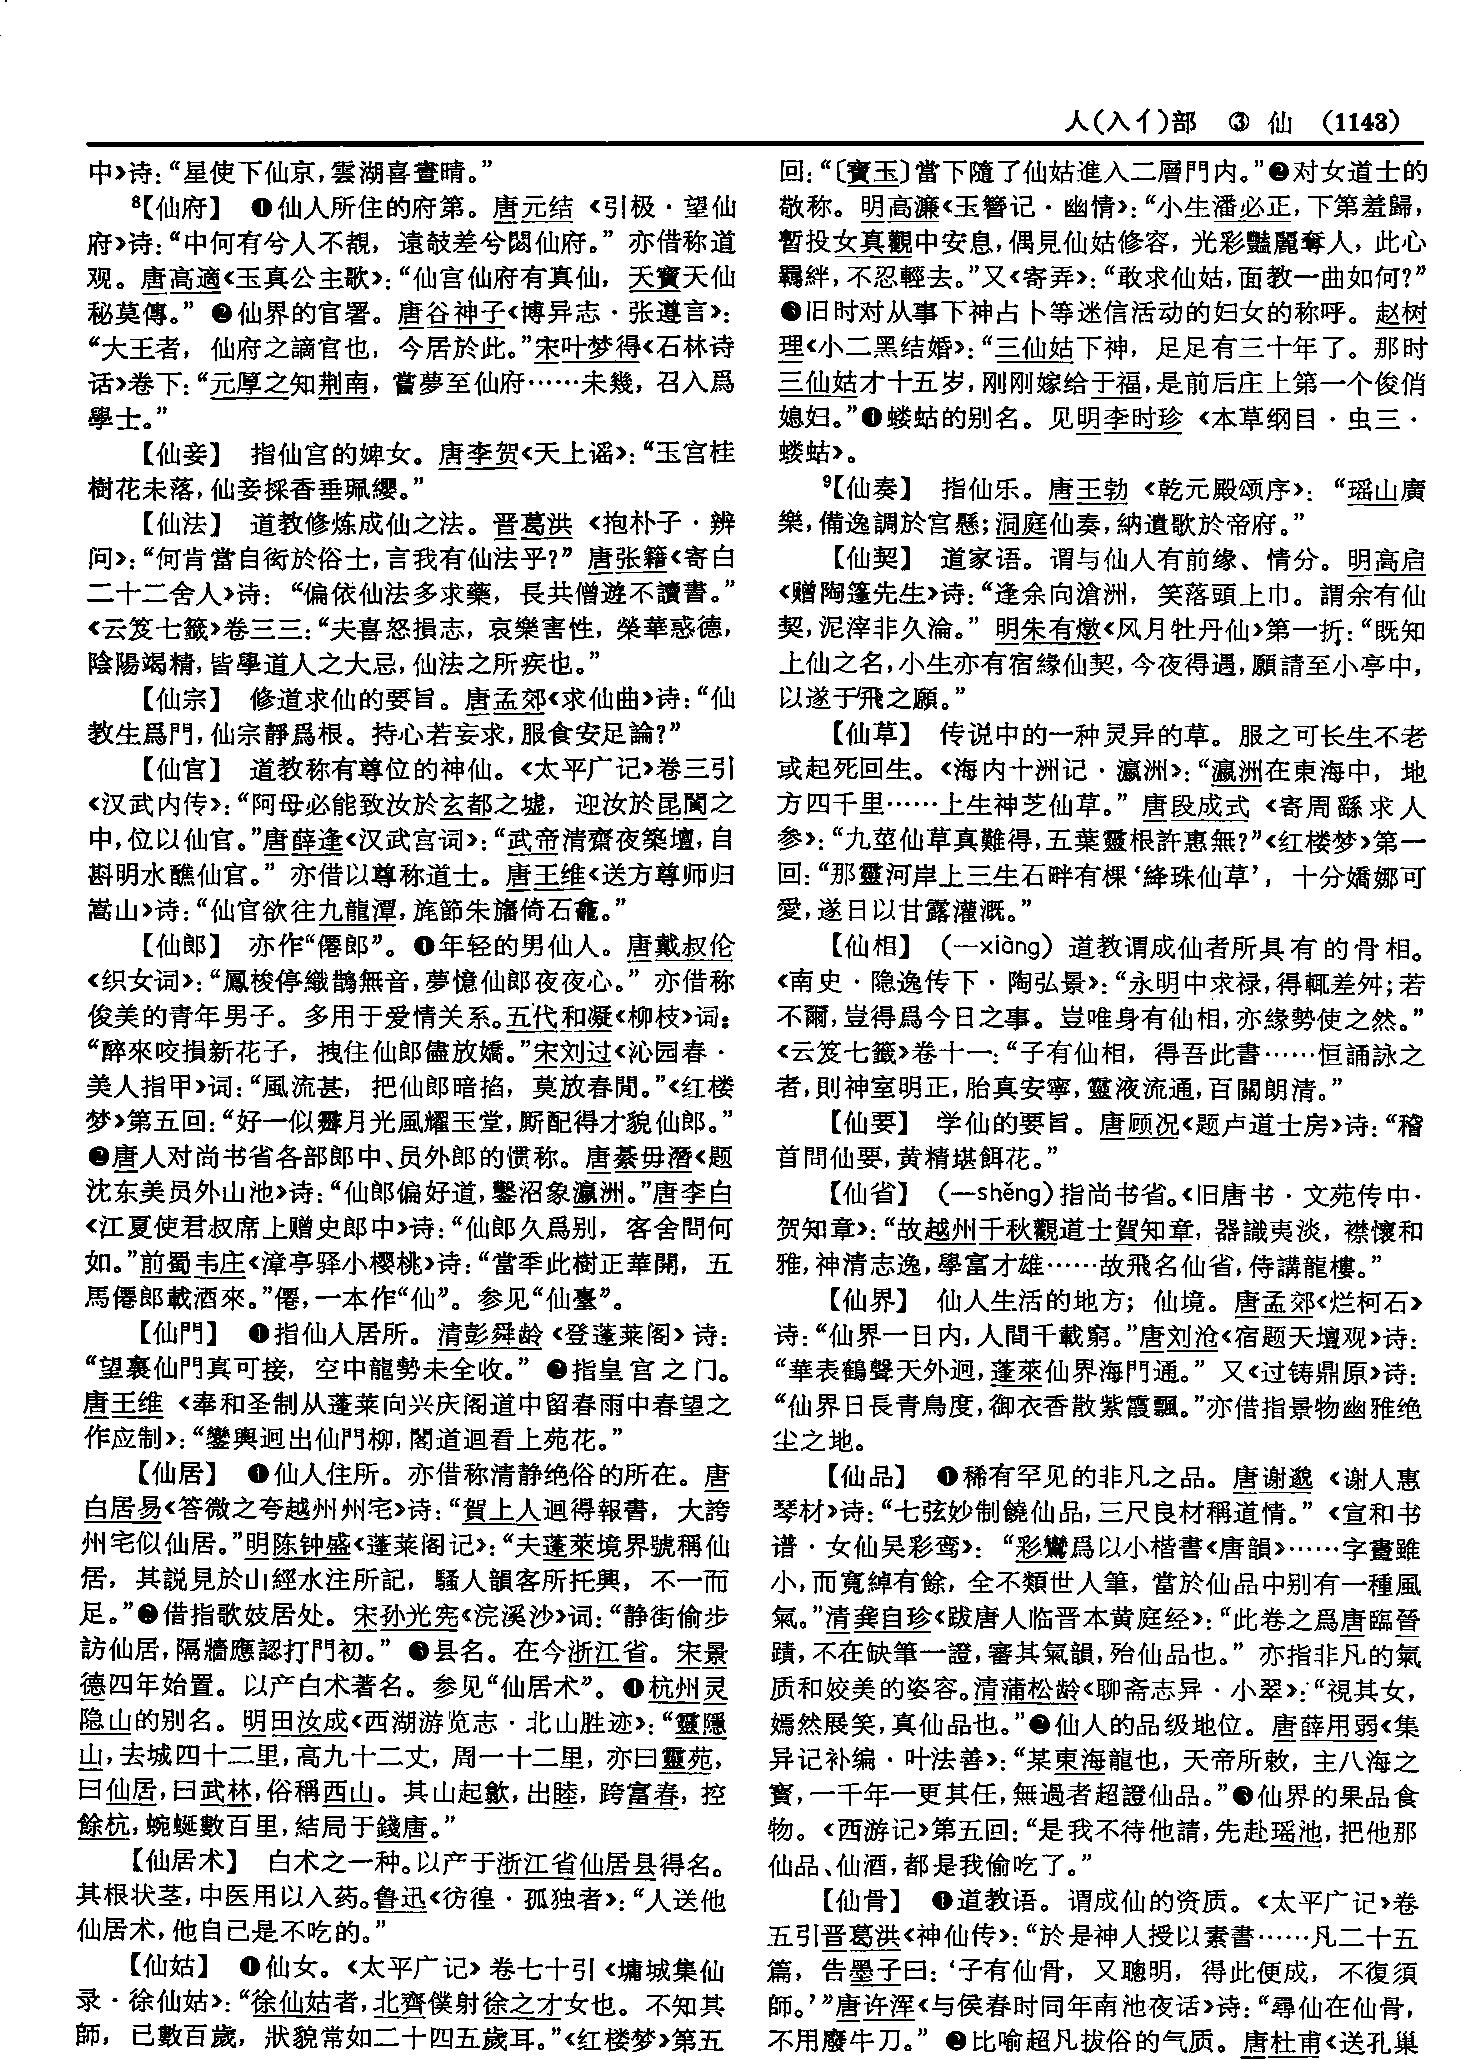 人(入亻)部　③ 仙　(1143)
中》诗：“星使下仙京，雲湖喜晝晴。”
⁸【仙府】　❶仙人所住的府第。唐元结《引极·望仙
府》诗：“中何有兮人不覩，遠敧差兮閟仙府。”亦借称道
观。唐高適《玉真公主歌》：“仙宫仙府有真仙，天寶天仙
秘莫傳。”❷仙界的官署。唐谷神子《博异志·张遵言》：
“大王者，仙府之謫官也，今居於此。”宋叶梦得《石林诗
话》卷下：“元厚之知荆南，嘗夢至仙府……未幾，召入爲
學士。”
【仙妾】　指仙宫的婢女。唐李贺《天上谣》：“玉宫桂
樹花未落，仙妾採香垂珮纓。”
【仙法】　道教修炼成仙之法。晋葛洪《抱朴子·辨
问》：“何肯當自衒於俗士，言我有仙法乎？”唐张籍《寄白
二十二舍人》诗：“偏依仙法多求藥，長共僧遊不讀書。”
《云笈七籤》卷三三：“夫喜怒損志，哀樂害性，榮華惑德，
陰陽竭精，皆學道人之大忌，仙法之所疾也。”
【仙宗】　修道求仙的要旨。唐孟郊《求仙曲》诗：“仙
教生爲門，仙宗靜爲根。持心若妄求，服食安足論？”
【仙官】　道教称有尊位的神仙。《太平广记》卷三引
《汉武内传》：“阿母必能致汝於玄都之墟，迎汝於昆閬之
中，位以仙官。”唐薛逢《汉武宫词》：“武帝清齋夜築壇，自
斟明水醮仙官。”亦借以尊称道士。唐王维《送方尊师归
嵩山》诗：“仙官欲往九龍潭，旄節朱旛倚石龕。”
【仙郎】　亦作“僊郎”。❶年轻的男仙人。唐戴叔伦
《织女词》：“鳳梭停織鵲無音，夢憶仙郎夜夜心。”亦借称
俊美的青年男子。多用于爱情关系。五代和凝《柳枝》词：
“醉來咬損新花子，拽住仙郎儘放嬌。”宋刘过《沁园春·
美人指甲》词：“風流甚，把仙郎暗掐，莫放春閒。”《红楼
梦》第五回：“好一似霽月光風耀玉堂，厮配得才貌仙郎。”
❷唐人对尚书省各部郎中、员外郎的惯称。唐綦毋潜《题
沈东美员外山池》诗：“仙郎偏好道，鑿沼象瀛洲。”唐李白
《江夏使君叔席上赠史郎中》诗：“仙郎久爲别，客舍問何
如。”前蜀韦庄《漳亭驿小樱桃》诗：“當年此樹正華開，五
馬僊郎載酒來。”僊，一本作“仙”。参见“仙臺”。
【仙門】　❶指仙人居所。清彭舜龄《登蓬莱阁》诗：
“望裏仙門真可接，空中龍勢未全收。”❷指皇宫之门。
唐王维《奉和圣制从蓬莱向兴庆阁道中留春雨中春望之
作应制》：“鑾輿迥出仙門柳，閣道迴看上苑花。”
【仙居】　❶仙人住所。亦借称清静绝俗的所在。唐
白居易《答微之夸越州州宅》诗：“賀上人迴得報書，大誇
州宅似仙居。”明陈钟盛《蓬莱阁记》：“夫蓬萊境界號稱仙
居，其説見於山經水注所記，騷人韻客所托興，不一而
足。”❷借指歌妓居处。宋孙光宪《浣溪沙》词：“静街偷步
訪仙居，隔牆應認打門初。”❸县名。在今浙江省。宋景
德四年始置。以产白术著名。参见“仙居术”。❹杭州灵
隐山的别名。明田汝成《西湖游览志·北山胜迹》：“靈隱
山，去城四十二里，高九十二丈，周一十二里，亦曰靈苑，
曰仙居，曰武林，俗稱西山。其山起歙，出睦，跨富春，控
餘杭，蜿蜒數百里，結局于錢唐。”
【仙居术】　白术之一种。以产于浙江省仙居县得名。
其根状茎，中医用以入药。鲁迅《彷徨·孤独者》：“人送他
仙居术，他自己是不吃的。”
【仙姑】　❶仙女。《太平广记》卷七十引《墉城集仙
录·徐仙姑》：“徐仙姑者，北齊僕射徐之才女也。不知其
師，已數百歲，狀貌常如二十四五歲耳。”《红楼梦》第五
回：“〔寶玉〕當下隨了仙姑進入二層門内。”❷对女道士的
敬称。明高濂《玉簪记·幽情》：“小生潘必正，下第羞歸，
暫投女真觀中安息，偶見仙姑修容，光彩豔麗奪人，此心
羁絆，不忍輕去。”又《寄弄》：“敢求仙姑，面教一曲如何？”
❸旧时对从事下神占卜等迷信活动的妇女的称呼。赵树
理《小二黑结婚》：“三仙姑下神，足足有三十年了。那时
三仙姑才十五岁，刚刚嫁给于福，是前后庄上第一个俊俏
媳妇。”❹蝼蛄的别名。见明李时珍《本草纲目·虫三·
蝼蛄》。
⁹【仙奏】　指仙乐。唐王勃《乾元殿颂序》：“瑶山廣
樂，備逸調於宫懸；洞庭仙奏，納遺歌於帝府。”
【仙契】　道家语。谓与仙人有前缘、情分。明高启
《赠陶篷先生》诗：“逢余向滄洲，笑落頭上巾。謂余有仙
契，泥滓非久淪。”明朱有燉《风月牡丹仙》第一折：“既知
上仙之名，小生亦有宿緣仙契，今夜得遇，願請至小亭中，
以遂于飛之願。”
【仙草】　传说中的一种灵异的草。服之可长生不老
或起死回生。《海内十洲记·瀛洲》：“瀛洲在東海中，地
方四千里……上生神芝仙草。”唐段成式《寄周繇求人
参》：“九莖仙草真難得，五葉靈根許惠無？”《红楼梦》第一
回：“那靈河岸上三生石畔有棵‘絳珠仙草’，十分嬌娜可
愛，遂日以甘露灌溉。”
【仙相】　(—xiàng) 道教谓成仙者所具有的骨相。
《南史·隐逸传下·陶弘景》：“永明中求禄，得輒差舛；若
不爾，豈得爲今日之事。豈唯身有仙相，亦緣勢使之然。”
《云笈七籤》卷十一：“子有仙相，得吾此書……恒誦詠之
者，則神室明正，胎真安寧，靈液流通，百關朗清。”
【仙要】　学仙的要旨。唐顾况《题卢道士房》诗：“稽
首問仙要，黄精堪餌花。”
【仙省】　(—shěng)指尚书省。《旧唐书·文苑传中·
贺知章》：“故越州千秋觀道士賀知章，器識夷淡，襟懷和
雅，神清志逸，學富才雄……故飛名仙省，侍講龍樓。”
【仙界】　仙人生活的地方；仙境。唐孟郊《烂柯石》
诗：“仙界一日内，人間千載窮。”唐刘沧《宿题天壇观》诗：
“華表鶴聲天外迥，蓬萊仙界海門通。”又《过铸鼎原》诗：
“仙界日長青鳥度，御衣香散紫霞飄。”亦借指景物幽雅绝
尘之地。
【仙品】　❶稀有罕见的非凡之品。唐谢邈《谢人惠
琴材》诗：“七弦妙制饒仙品，三尺良材稱道情。”《宣和书
谱·女仙吴彩鸾》：“彩鸞爲以小楷書《唐韻》……字畫雖
小，而寬綽有餘，全不類世人筆，當於仙品中别有一種風
氣。”清龚自珍《跋唐人临晋本黄庭经》：“此卷之爲唐臨晉
蹟，不在缺筆一證，審其氣韻，殆仙品也。”亦指非凡的氣
质和姣美的姿容。清蒲松龄《聊斋志异·小翠》：“視其女，
嫣然展笑，真仙品也。”❷仙人的品级地位。唐薛用弱《集
异记补编·叶法善》：“某東海龍也，天帝所敕，主八海之
寶，一千年一更其任，無過者超證仙品。”❸仙界的果品食
物。《西游记》第五回：“是我不待他請，先赴瑶池，把他那
仙品、仙酒，都是我偷吃了。”
【仙骨】　❶道教语。谓成仙的资质。《太平广记》卷
五引晋葛洪《神仙传》：“於是神人授以素書……凡二十五
篇，告墨子曰：‘子有仙骨，又聰明，得此便成，不復須
師。’”唐许浑《与侯春时同年南池夜话》诗：“尋仙在仙骨，
不用廢牛刀。”❷比喻超凡拔俗的气质。唐杜甫《送孔巢